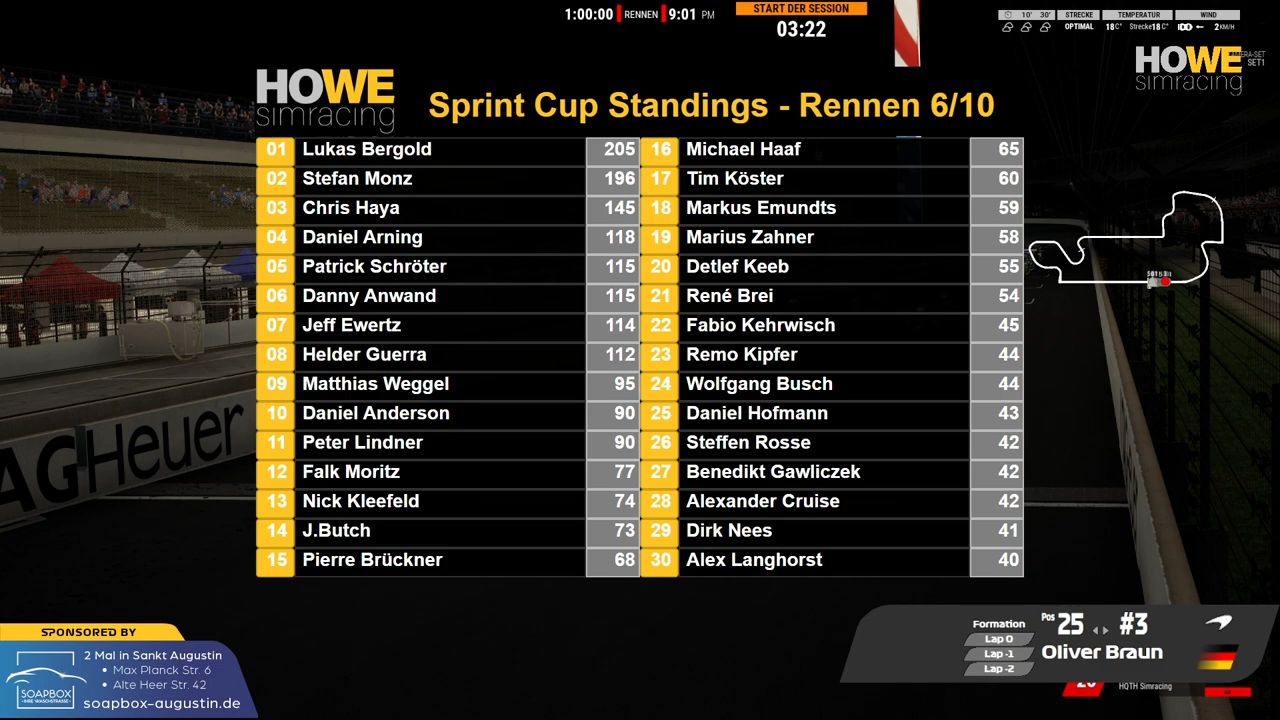 1:00:00 RENNEN 9:01 PM
START DER SESSION
03:22
10' 30' STRECKE TEMPERATUR WIND
OPTIMAL 18C° Strecke18C° 2KM/H
HOWE
simracing
SET1
HOWE
simracing
Sprint Cup Standings - Rennen 6/10
01 Lukas Bergold 205
02 Stefan Monz 196
03 Chris Haya 145
04 Daniel Arning 118
05 Patrick Schröter 115
06 Danny Anwand 115
07 Jeff Ewertz 114
08 Helder Guerra 112
09 Matthias Weggel 95
10 Daniel Anderson 90
11 Peter Lindner 90
12 Falk Moritz 77
13 Nick Kleefeld 74
14 J.Butch 73
15 Pierre Brückner 68
16 Michael Haaf 65
17 Tim Köster 60
18 Markus Emundts 59
19 Marius Zahner 58
20 Detlef Keeb 55
21 René Brei 54
22 Fabio Kehrwisch 45
23 Remo Kipfer 44
24 Wolfgang Busch 44
25 Daniel Hofmann 43
26 Steffen Rosse 42
27 Benedikt Gawliczek 42
28 Alexander Cruise 42
29 Dirk Nees 41
30 Alex Langhorst 40
AGHeuer
SPONSORED BY
2 Mal in Sankt Augustin
• Max Planck Str. 6
• Alte Heer Str. 42
soapbox-augustin.de
SOAPBOX
Formation
Lap 0
Lap -1
Lap -2
Pos 25 #3
Oliver Braun
HQTH Simracing